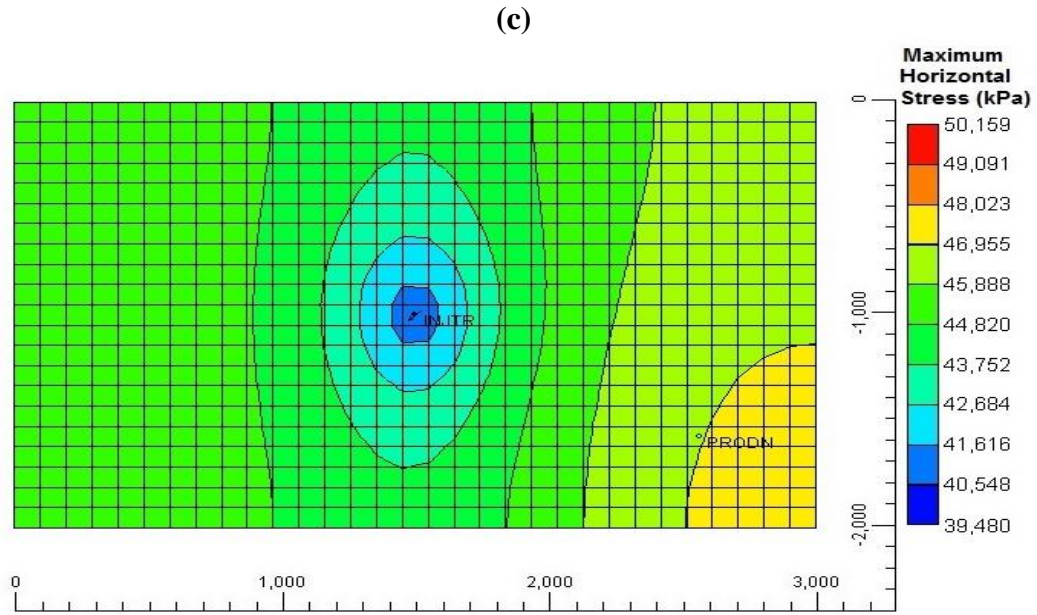 (c)
Maximum
Horizontal
Stress (kPa)
50,159
49,091
48,023
46,955
45,888
44,820
43,752
42,684
41,616
40,548
39,480
0
-1,000
-2,000
INJTR
PRODN
0 1,000 2,000 3,000